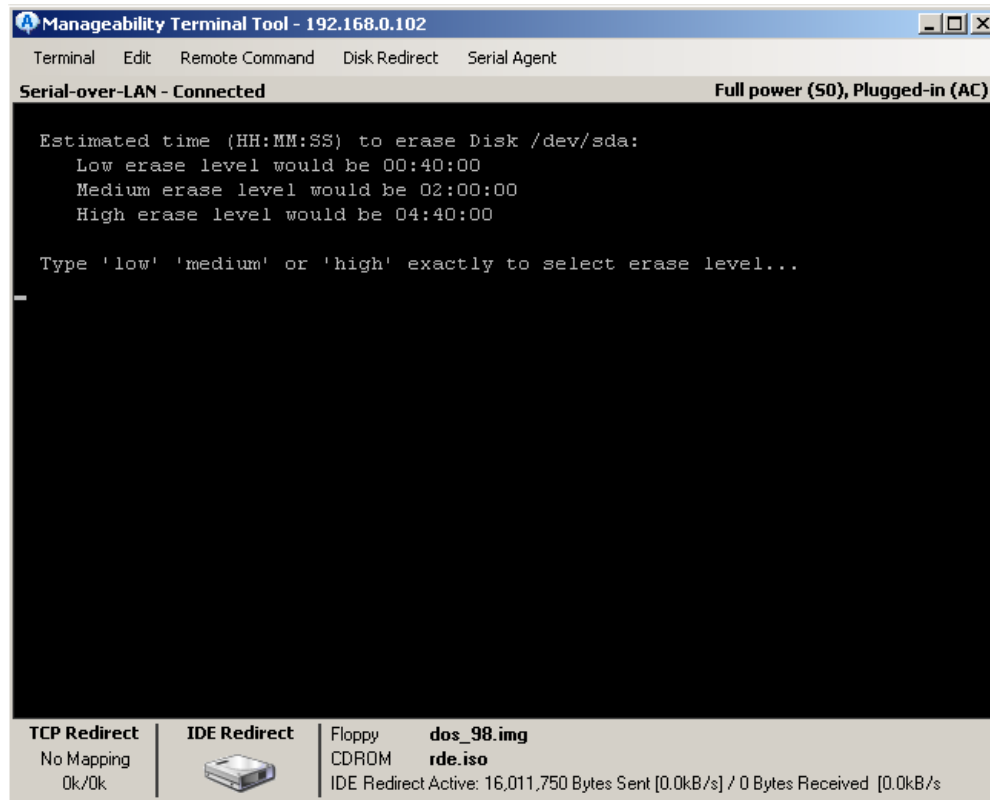 Manageability Terminal Tool - 192.168.0.102
Terminal Edit Remote Command Disk Redirect Serial Agent
Serial-over-LAN - Connected Full power (S0), Plugged-in (AC)
Estimated time (HH:MM:SS) to erase Disk /dev/sda:
Low erase level would be 00:40:00
Medium erase level would be 02:00:00
High erase level would be 04:40:00
Type 'low' 'medium' or 'high' exactly to select erase level...
TCP Redirect IDE Redirect Floppy dos_98.img
No Mapping CDROM rde.iso
0k/0k IDE Redirect Active: 16,011,750 Bytes Sent [0.0kB/s] / 0 Bytes Received [0.0kB/s